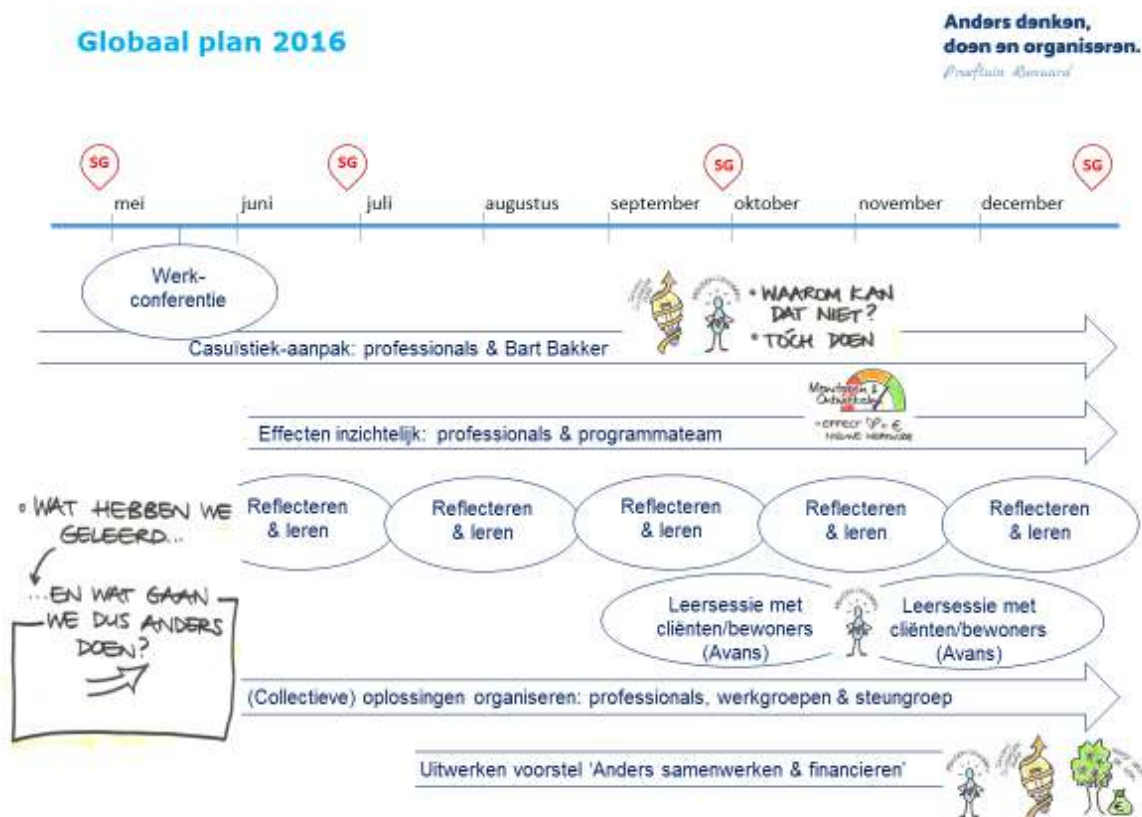 Globaal plan 2016
Anders denken,
doen en organiseren.
Proeftuin Ruwaard
SG
SG
SG
SG
mei
juni
juli
augustus
september
oktober
november
december
Werk-
conferentie
• WAAROM KAN
DAT NIET?
• TÓCH DOEN
Casuïstiek-aanpak: professionals & Bart Bakker
Monitoren &
Ontwikkelen
Effecten inzichtelijk: professionals & programmateam
• WAT HEBBEN WE
GELEERD...
...EN WAT GAAN
WE DUS ANDERS
DOEN?
Reflecteren
& leren
Reflecteren
& leren
Reflecteren
& leren
Reflecteren
& leren
Reflecteren
& leren
Leersessie met
cliënten/bewoners
(Avans)
Leersessie met
cliënten/bewoners
(Avans)
(Collectieve) oplossingen organiseren: professionals, werkgroepen & steungroep
Uitwerken voorstel 'Anders samenwerken & financieren'
€